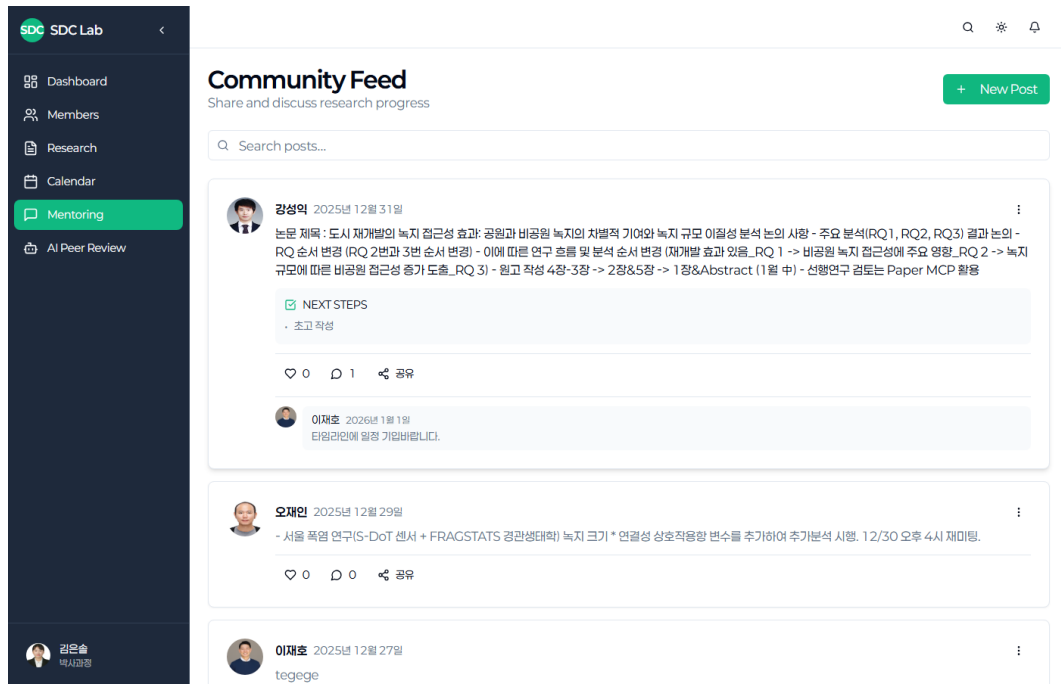 SDC SDC Lab
Dashboard
Members
Research
Calendar
Mentoring
AI Peer Review
김은솔
박사과정
Community Feed
Share and discuss research progress
+ New Post
Search posts...
강성익 2025년 12월 31일
논문 제목 : 도시 재개발의 녹지 접근성 효과: 공원과 비공원 녹지의 차별적 기여와 녹지 규모 이질성 분석 논의 사항 - 주요 분석(RQ1, RQ2, RQ3) 결과 논의 -
RQ 순서 변경 (RQ 2번과 3번 순서 변경) - 이에 따른 연구 흐름 및 분석 순서 변경 (재개발 효과 있음_RQ 1 -> 비공원 녹지 접근성에 주요 영향_RQ 2 -> 녹지
규모에 따른 비공원 접근성 증가 도출_RQ 3) - 원고 작성 4장-3장 -> 2장&5장 -> 1장&Abstract (1월 中) - 선행연구 검토는 Paper MCP 활용
NEXT STEPS
• 초고 작성
0 1 공유
이재호 2026년 1월 1일
타임라인에 일정 기입바랍니다.
오재인 2025년 12월 29일
- 서울 폭염 연구(S-DoT 센서 + FRAGSTATS 경관생태학) 녹지 크기 * 연결성 상호작용항 변수를 추가하여 추가분석 시행. 12/30 오후 4시 재미팅.
0 0 공유
이재호 2025년 12월 27일
tegege